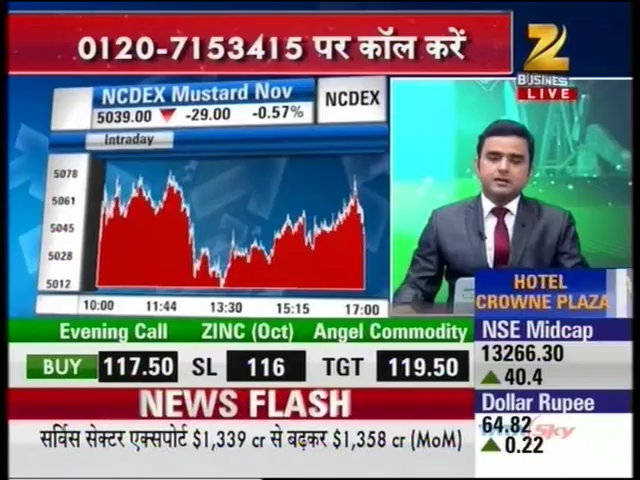 0120-7153415 पर कॉल करें
Z
BUSINESS
LIVE
NCDEX Mustard Nov
5039.00 -29.00 -0.57%
NCDEX
Intraday
5078
5061
5045
5028
5012
10:00 11:44 13:30 15:15 17:00
HOTEL
CROWNE PLAZA
Evening Call ZINC (Oct) Angel Commodity
BUY 117.50 SL 116 TGT 119.50
NSE Midcap
13266.30
40.4
NEWS FLASH
Dollar Rupee
64.82
0.22
सर्विस सेक्टर एक्सपोर्ट $1,339 cr से बढ़कर $1,358 cr (MoM)